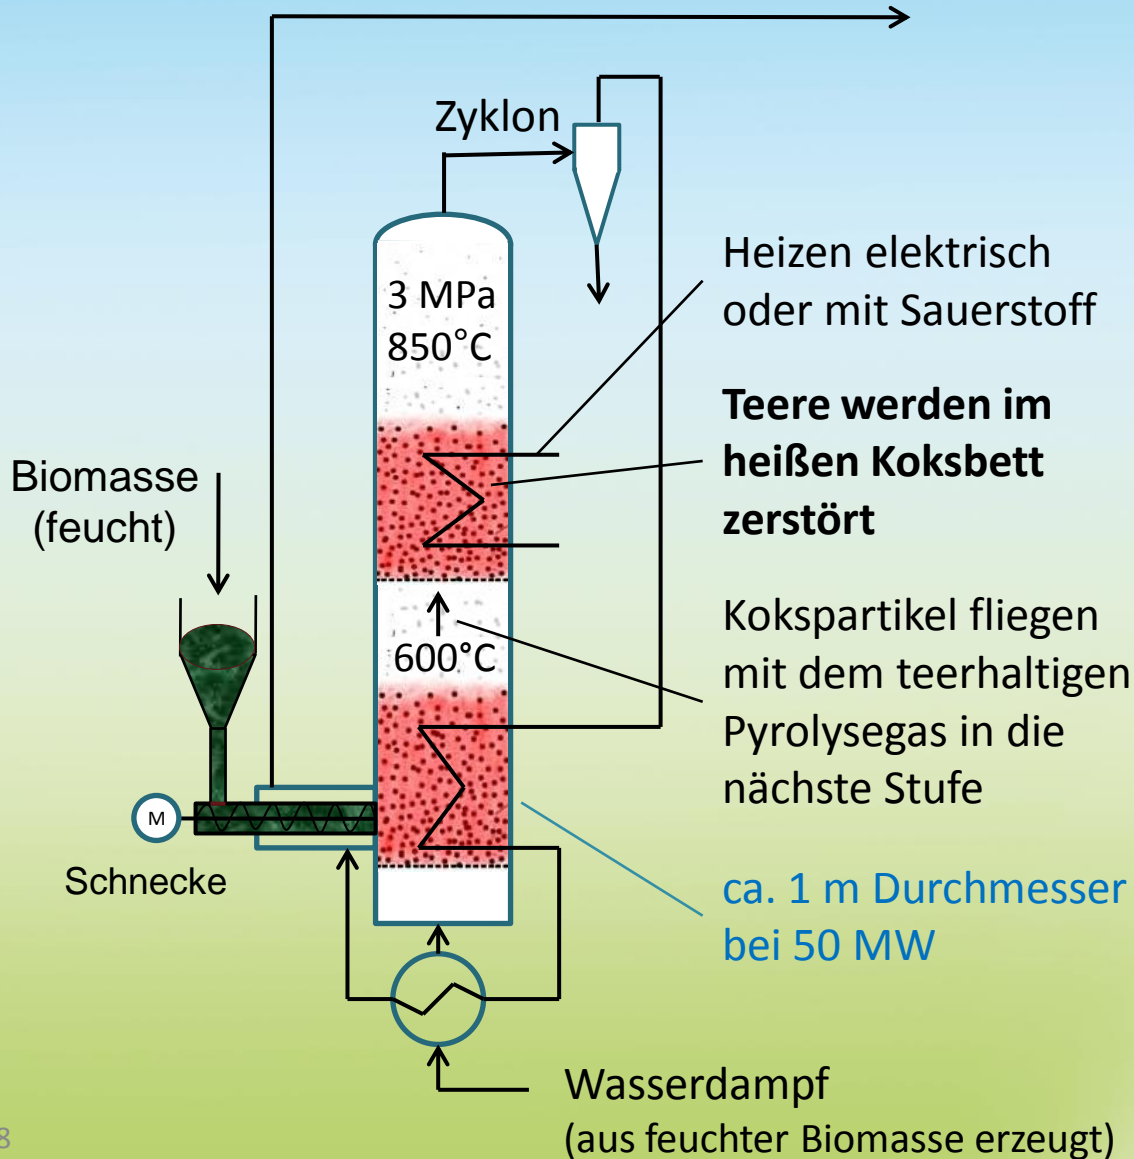 Zyklon
3 MPa
850°C
Heizen elektrisch
oder mit Sauerstoff
Teere werden im
heißen Koksbett
zerstört
Biomasse
(feucht)
600°C
Kokspartikel fliegen
mit dem teerhaltigen
Pyrolysegas in die
nächste Stufe
M
Schnecke
ca. 1 m Durchmesser
bei 50 MW
Wasserdampf
(aus feuchter Biomasse erzeugt)
8